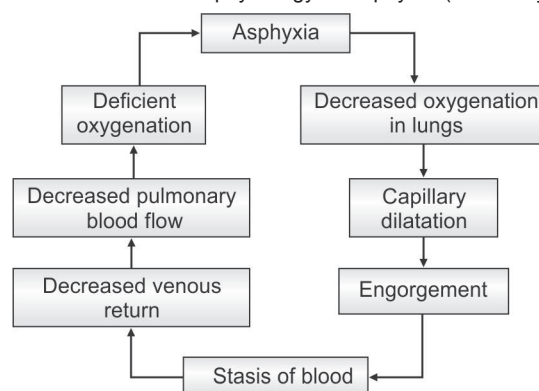 Asphyxia
Decreased oxygenation
in lungs
Capillary
dilatation
Engorgement
Stasis of blood
Decreased venous
return
Decreased pulmonary
blood flow
Deficient
oxygenation